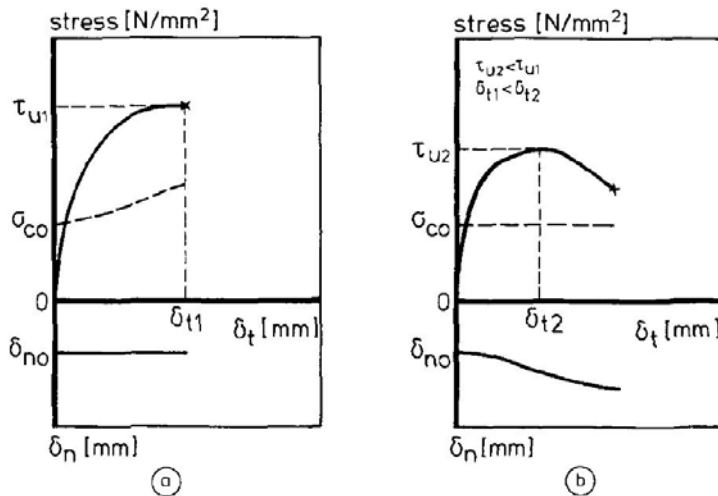 stress [N/mm²]
τu1
σco
0
δt1 δt [mm]
δno
δn [mm]
a
stress [N/mm²]
τu2<τu1
δt1<δt2
τu2
σco
0
δt2 δt [mm]
δno
δn [mm]
b